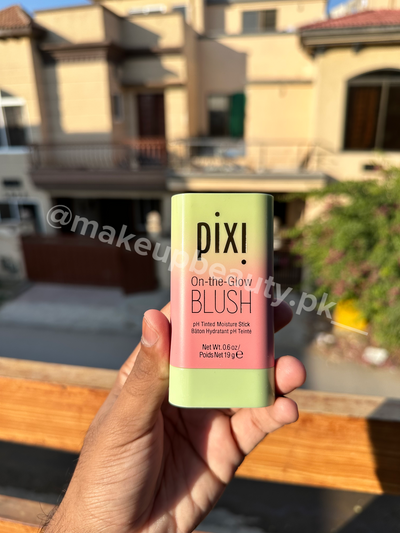 @makeupbeauty.pk
pixi
On-the-Glow
BLUSH
pH Tinted Moisture Stick
Bâton Hydratant pH Teinté
Net Wt. 0.6 oz/
Poids Net 19 g ℮